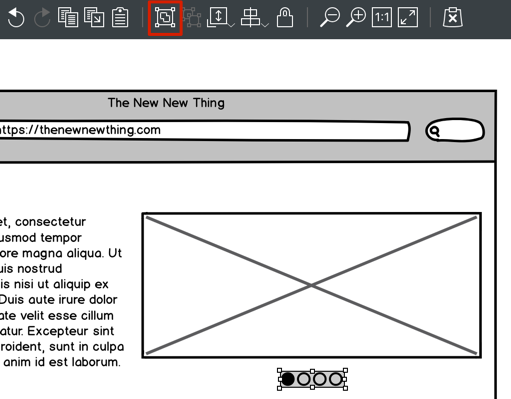 1:1
The New New Thing
https://thenewnewthing.com
et, consectetur
usmod tempor
ore magna aliqua. Ut
uis nostrud
is nisi ut aliquip ex
Duis aute irure dolor
ate velit esse cillum
atur. Excepteur sint
roident, sunt in culpa
anim id est laborum.